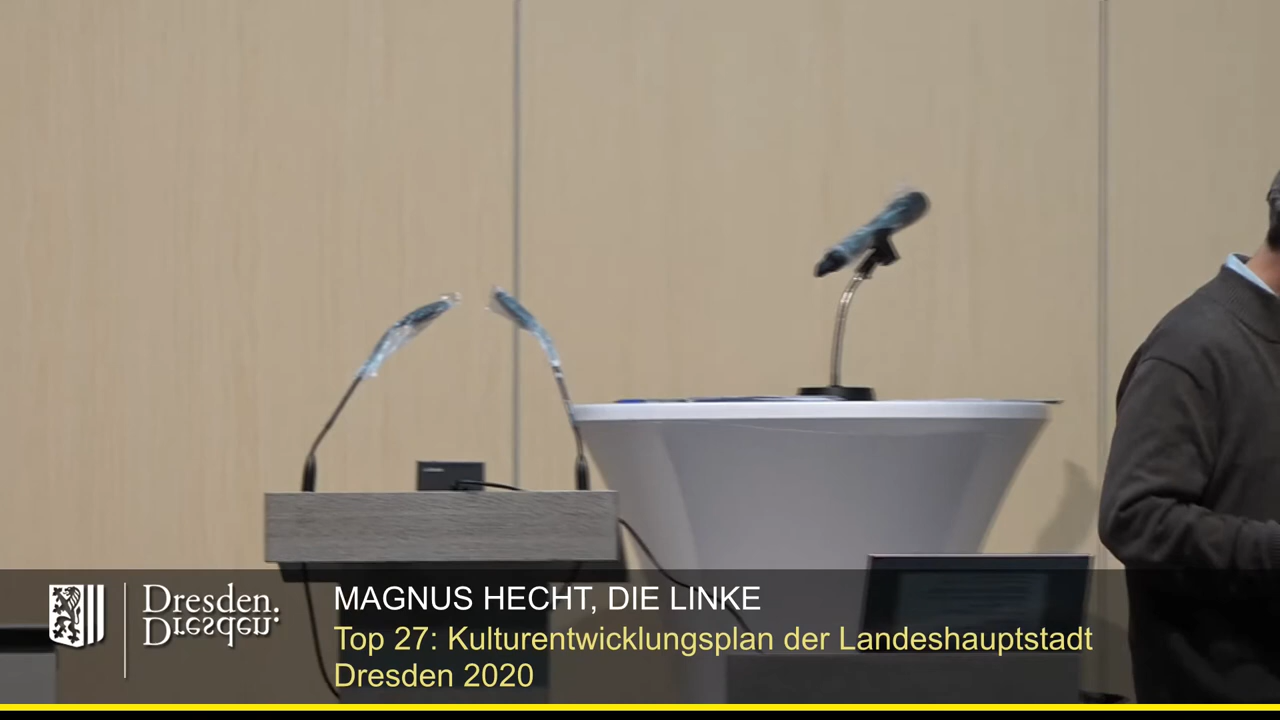 Dresden.
Dresden.
MAGNUS HECHT, DIE LINKE
Top 27: Kulturentwicklungsplan der Landeshauptstadt
Dresden 2020